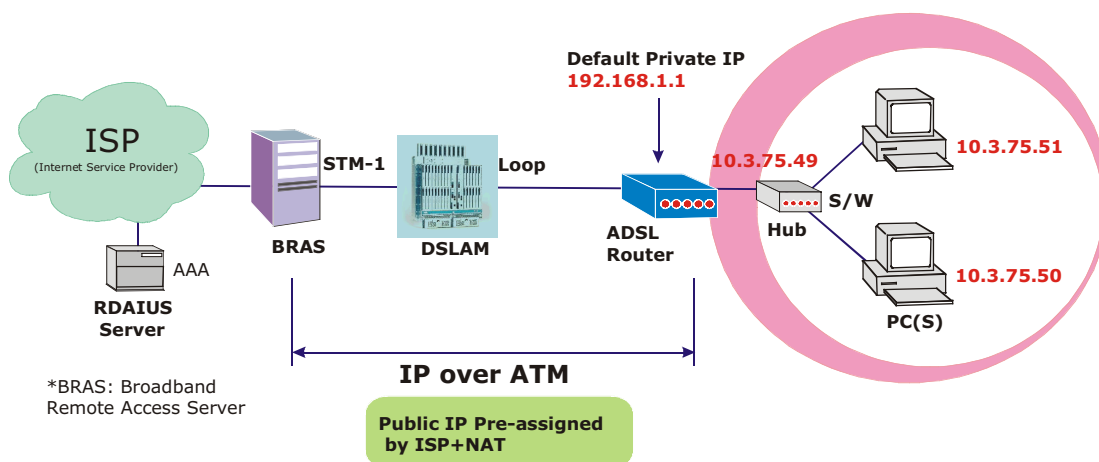 Default Private IP
192.168.1.1
ISP
(Internet Service Provider)
STM-1
Loop
10.3.75.49
10.3.75.51
S/W
BRAS
DSLAM
ADSL
Router
Hub
AAA
10.3.75.50
RDAIUS
Server
PC(S)
IP over ATM
*BRAS: Broadband
Remote Access Server
Public IP Pre-assigned
by ISP+NAT